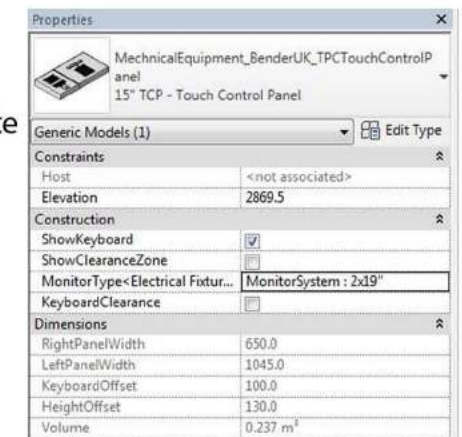 Properties
MechnicalEquipment_BenderUK_TPCTouchControlP
anel
15" TCP - Touch Control Panel
te
Generic Models (1) Edit Type
Constraints
Host <not associated>
Elevation 2869.5
Construction
ShowKeyboard
ShowClearanceZone
MonitorType<Electrical Fixtur... MonitorSystem : 2x19"
KeyboardClearance
Dimensions
RightPanelWidth 650.0
LeftPanelWidth 1045.0
KeyboardOffset 100.0
HeightOffset 130.0
Volume 0.237 m³